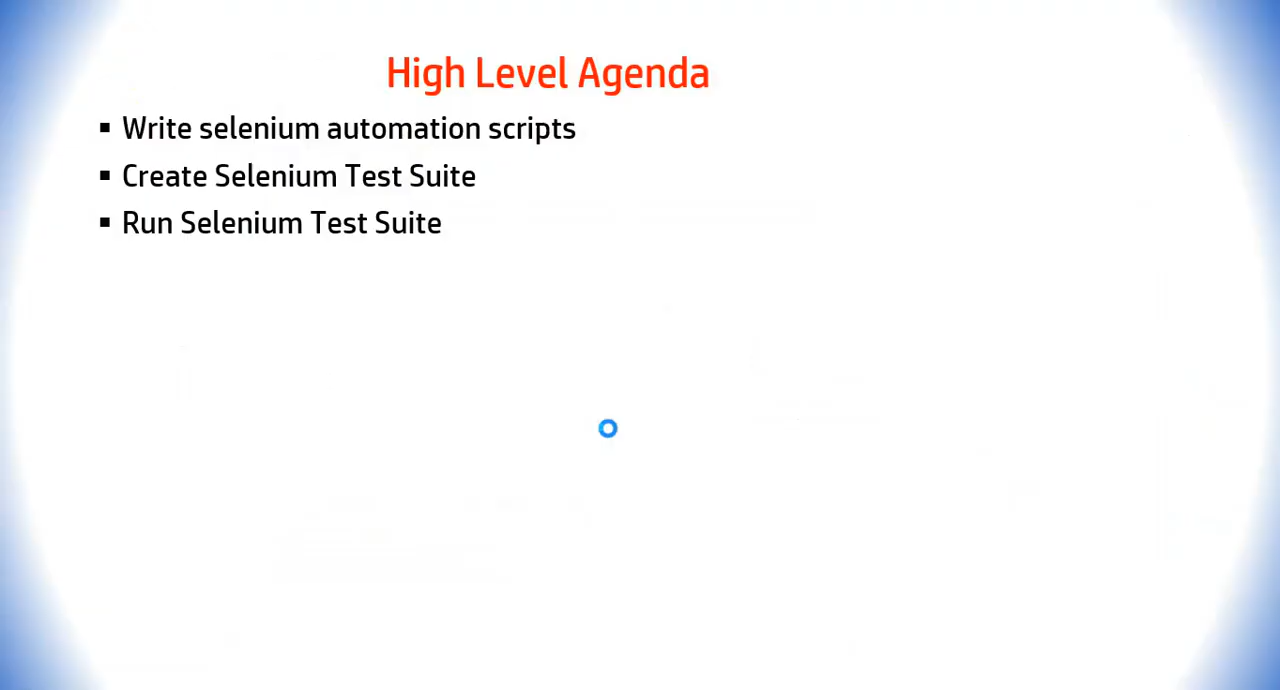 High Level Agenda
▪ Write selenium automation scripts
▪ Create Selenium Test Suite
▪ Run Selenium Test Suite